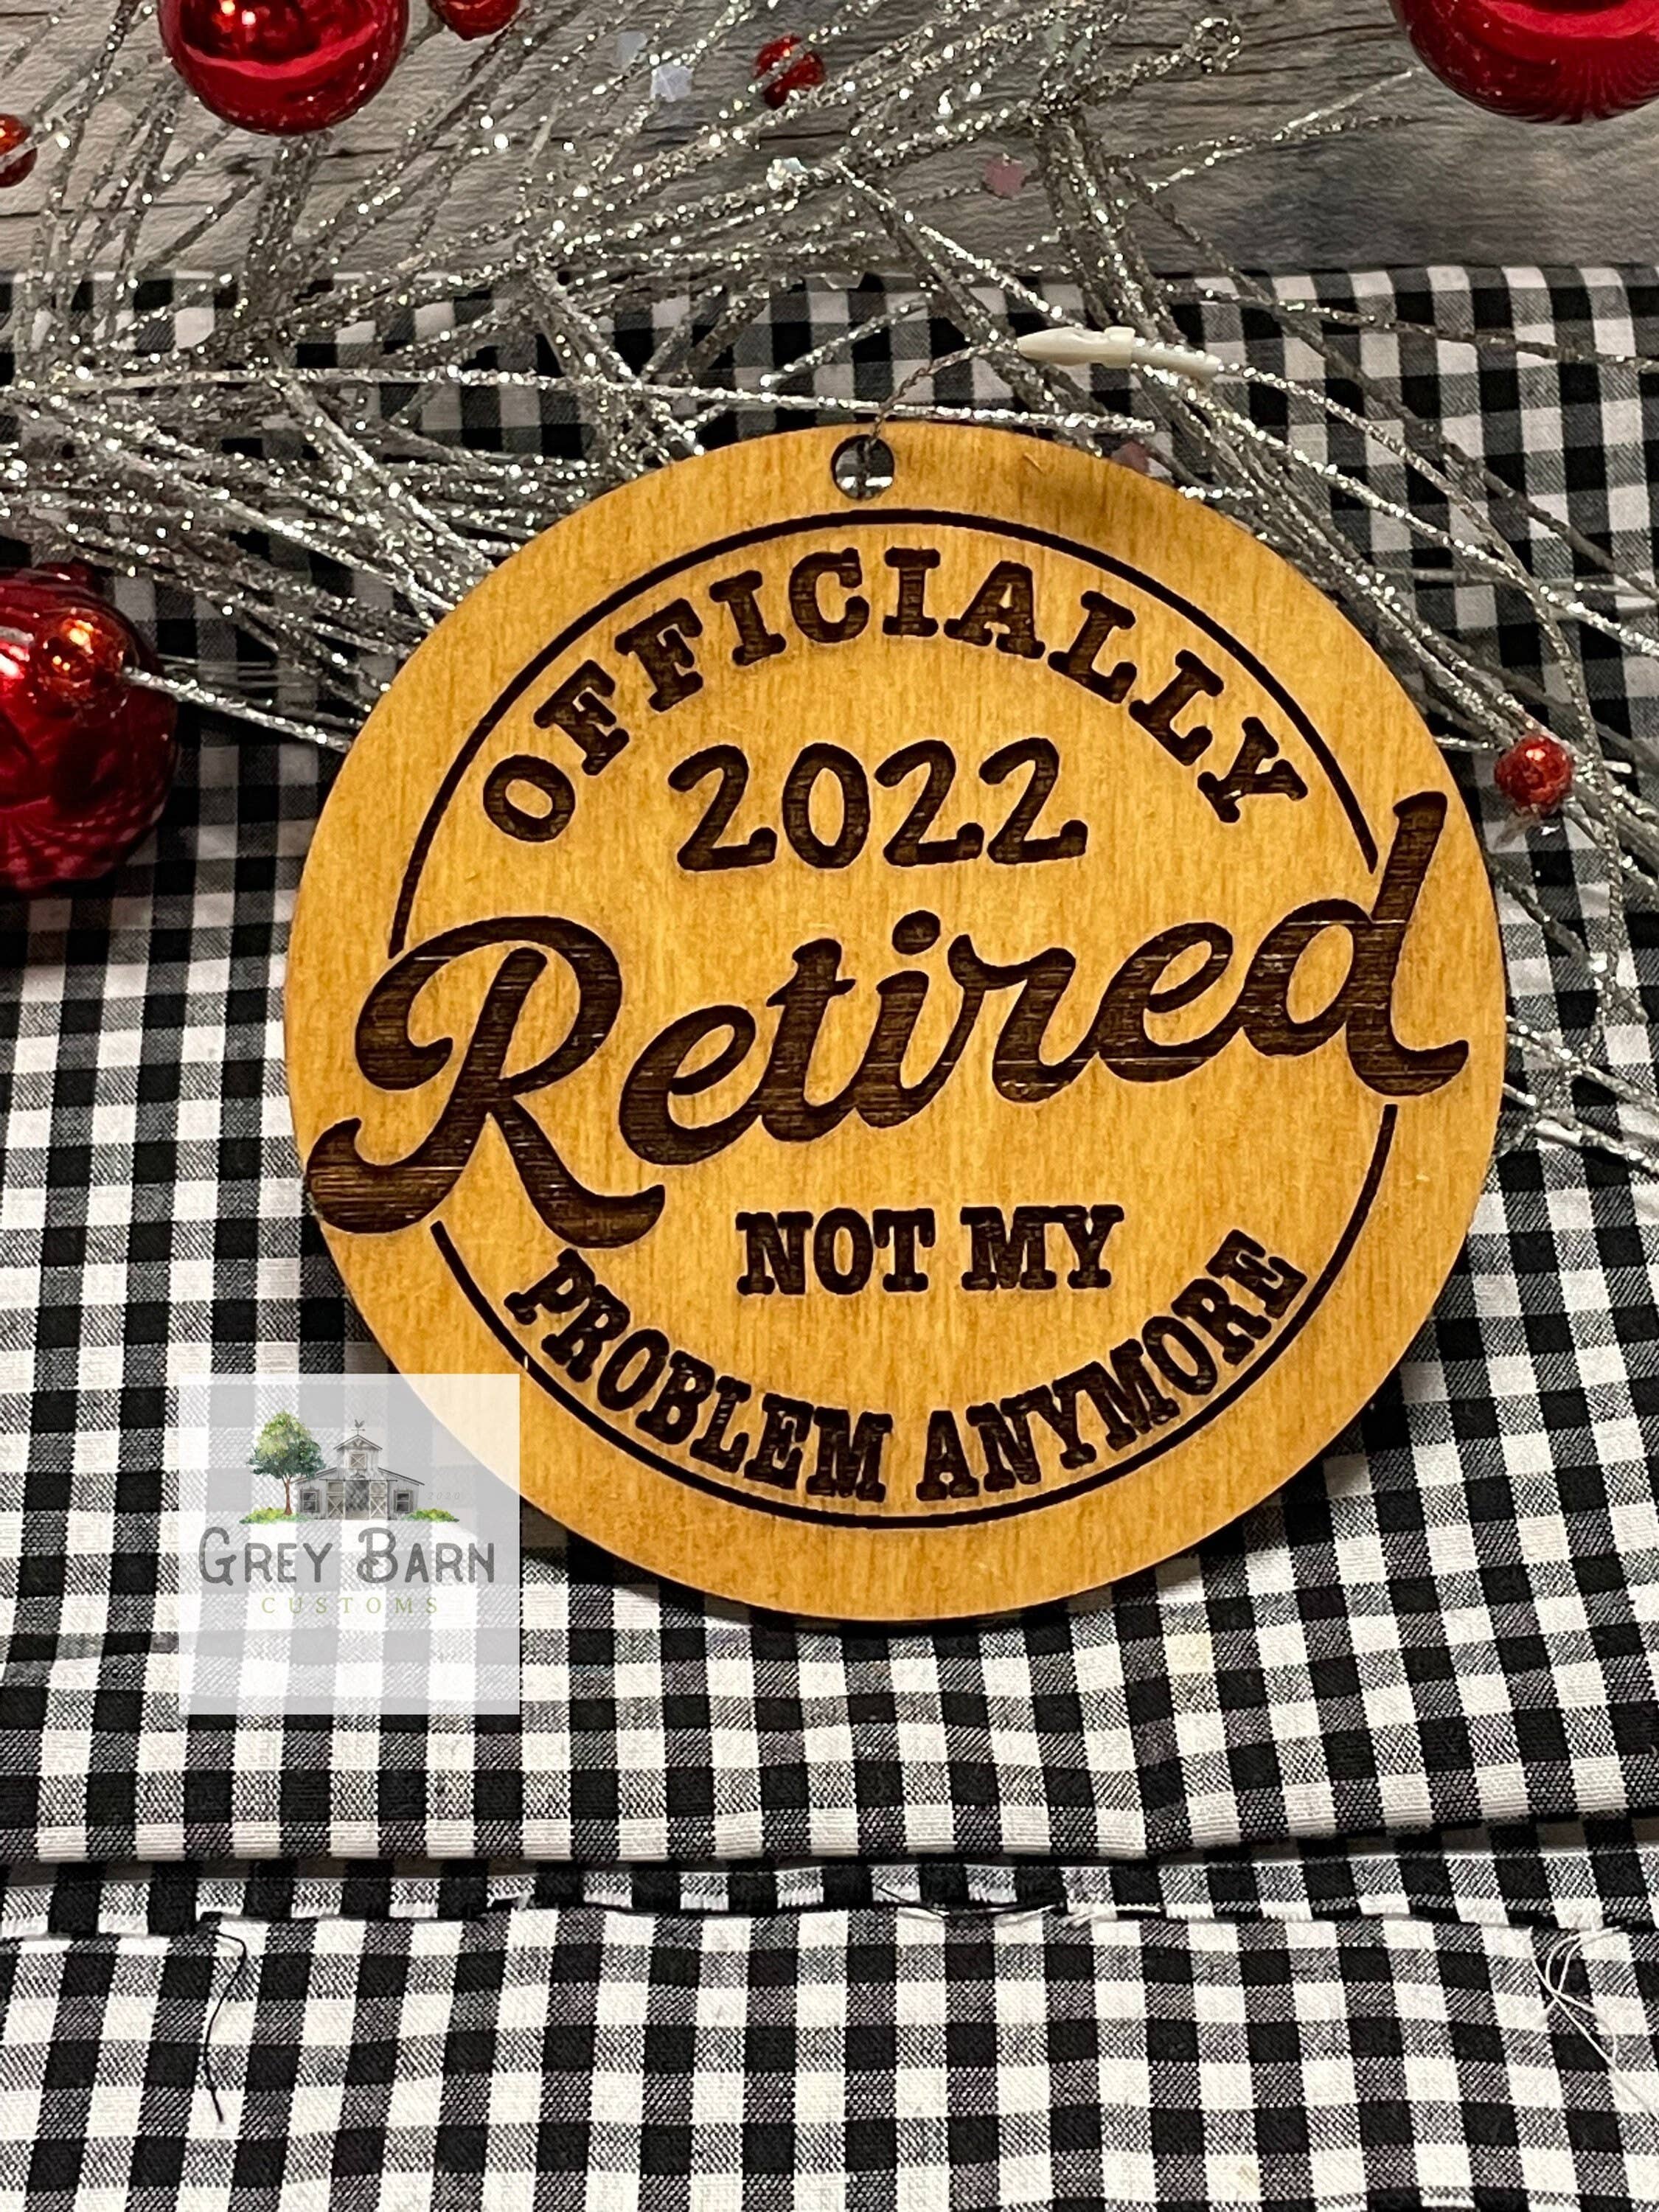 OFFICIALLY
2022
Retired
NOT MY
PROBLEM ANYMORE
GREY BARN
CUSTOMS